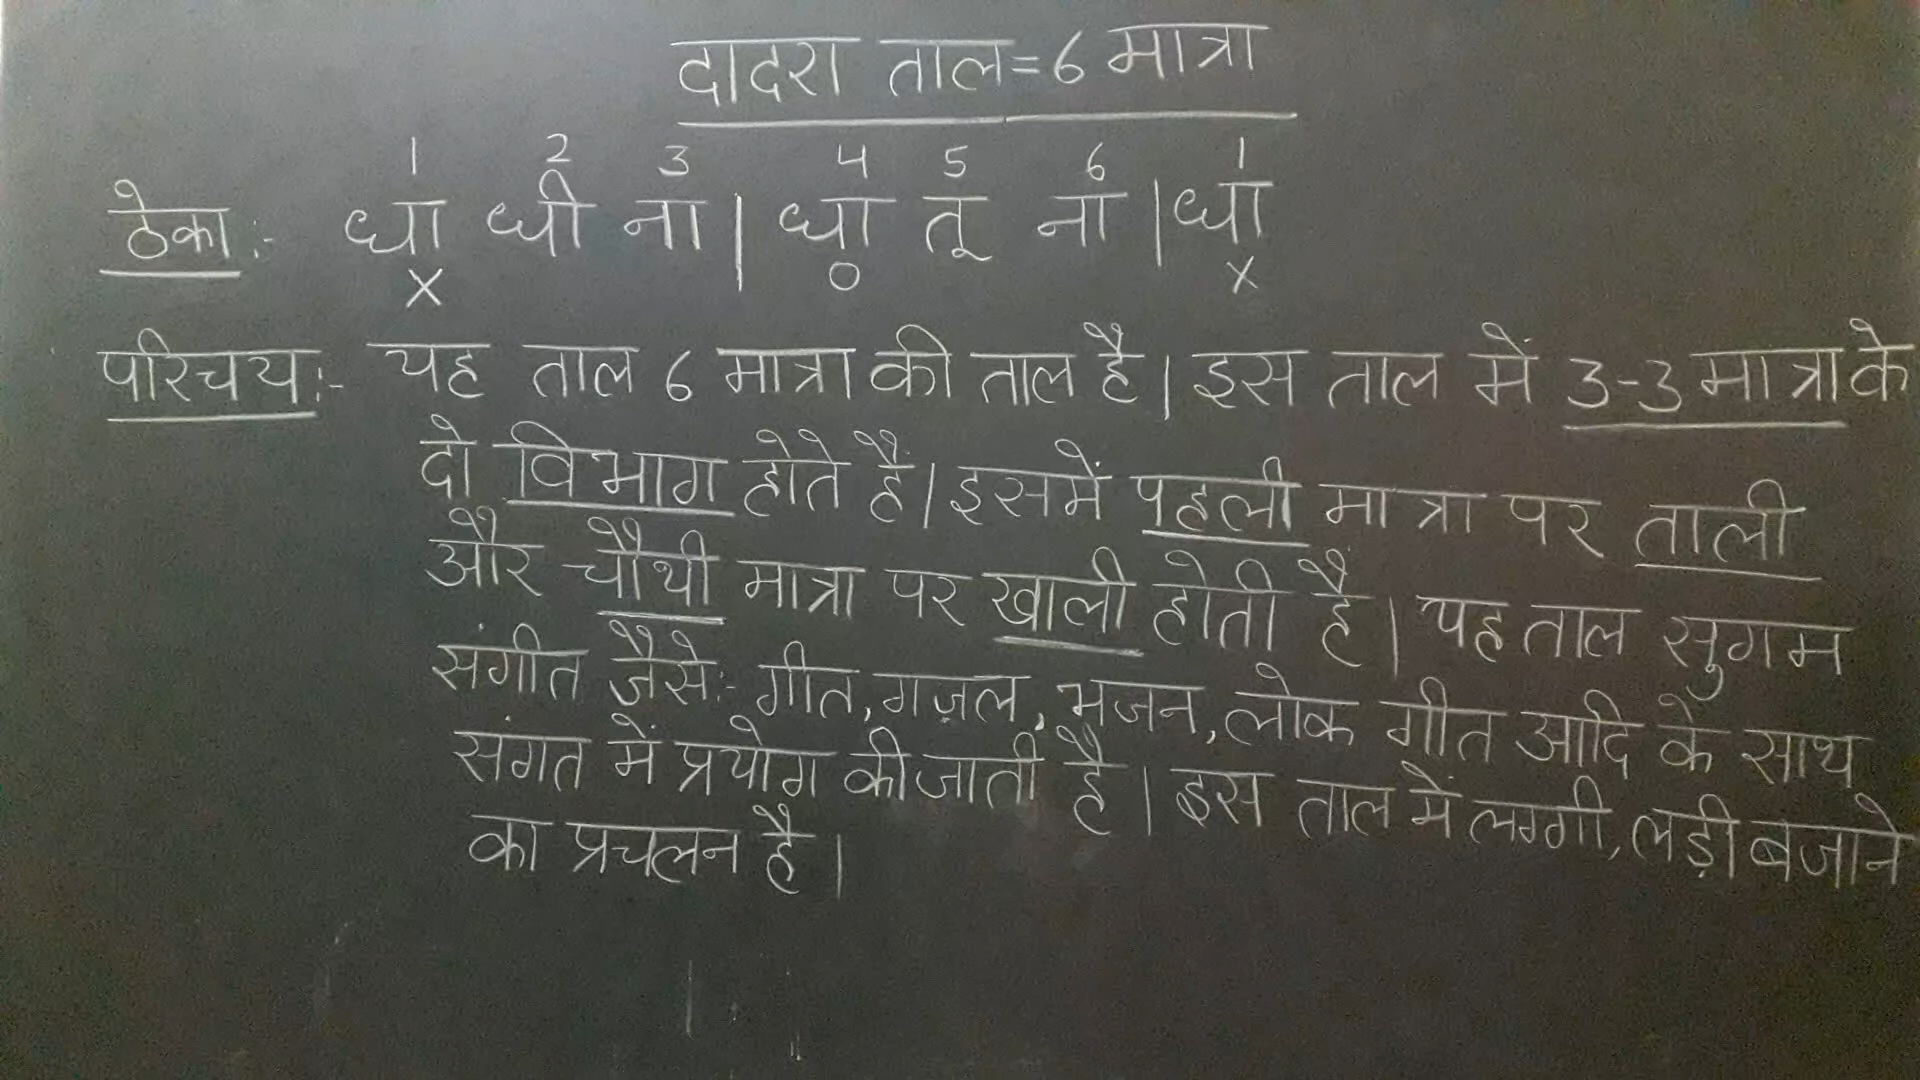 दादरा ताल=6 मात्रा
1 2 3 4 5 6 1
ठेका:- धा धी ना | धा तू ना | धा
X 0 X
परिचय:- यह ताल 6 मात्रा की ताल है। इस ताल में 3-3 मात्रा के
दो विभाग होते हैं। इसमें पहली मात्रा पर ताली
और चौथी मात्रा पर खाली होती है। यह ताल सुगम
संगीत जैसे:- गीत, गज़ल, भजन, लोक गीत आदि के साथ
संगत में प्रयोग की जाती है। इस ताल में लग्गी, लड़ी बजाने
का प्रचलन है।